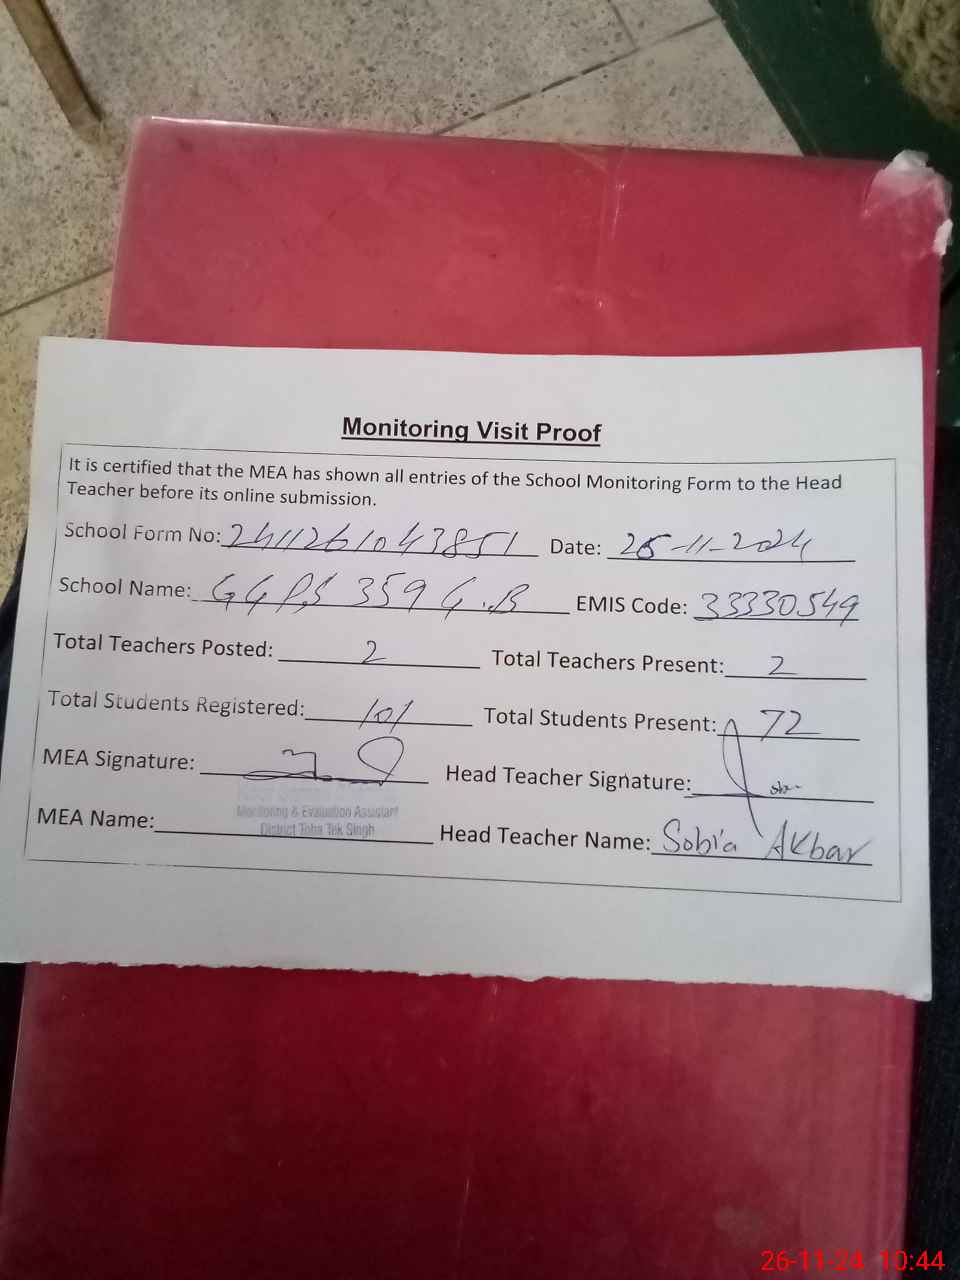 Monitoring Visit Proof
It is certified that the MEA has shown all entries of the School Monitoring Form to the Head
Teacher before its online submission.
School Form No: 2411261043851 Date: 26-11-2024
School Name: GGPS 359 G.B EMIS Code: 33330549
Total Teachers Posted: 2 Total Teachers Present: 2
Total Students Registered: 101 Total Students Present: 72
MEA Signature: Head Teacher Signature:
Monitoring & Evaluation Assistant
District Toba Tek Singh
MEA Name: Head Teacher Name: Sobia Akbar
26-11-24 10:44